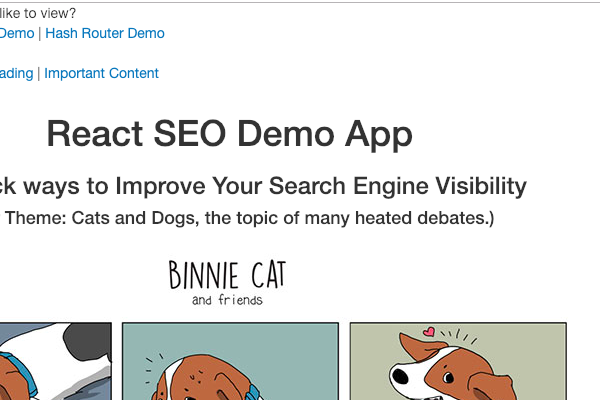 like to view?
Demo | Hash Router Demo
ading | Important Content
React SEO Demo App
ck ways to Improve Your Search Engine Visibility
Theme: Cats and Dogs, the topic of many heated debates.)
BINNIE CAT
and friends